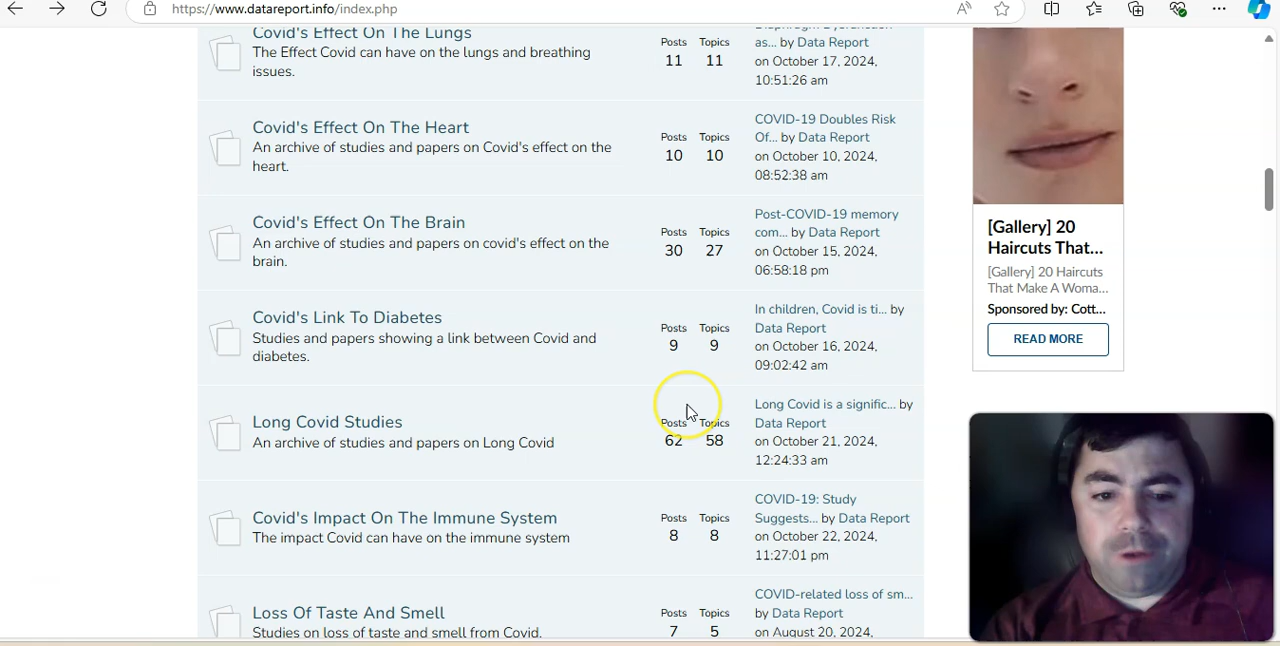 https://www.datareport.info/index.php
Covid's Effect On The Lungs
The Effect Covid can have on the lungs and breathing
issues.
Posts Topics
11 11
as... by Data Report
on October 17, 2024,
10:51:26 am
Covid's Effect On The Heart
An archive of studies and papers on Covid's effect on the
heart.
Posts Topics
10 10
COVID-19 Doubles Risk
Of... by Data Report
on October 10, 2024,
08:52:38 am
Covid's Effect On The Brain
An archive of studies and papers on covid's effect on the
brain.
Posts Topics
30 27
Post-COVID-19 memory
com... by Data Report
on October 15, 2024,
06:58:18 pm
Covid's Link To Diabetes
Studies and papers showing a link between Covid and
diabetes.
Posts Topics
9 9
In children, Covid is ti... by
Data Report
on October 16, 2024,
09:02:42 am
Long Covid Studies
An archive of studies and papers on Long Covid
Posts Topics
62 58
Long Covid is a signific... by
Data Report
on October 21, 2024,
12:24:33 am
Covid's Impact On The Immune System
The impact Covid can have on the immune system
Posts Topics
8 8
COVID-19: Study
Suggests... by Data Report
on October 22, 2024,
11:27:01 pm
Loss Of Taste And Smell
Studies on loss of taste and smell from Covid.
Posts Topics
7 5
COVID-related loss of sm...
by Data Report
on August 20, 2024,
[Gallery] 20
Haircuts That...
[Gallery] 20 Haircuts
That Make A Woma...
Sponsored by: Cott...
READ MORE